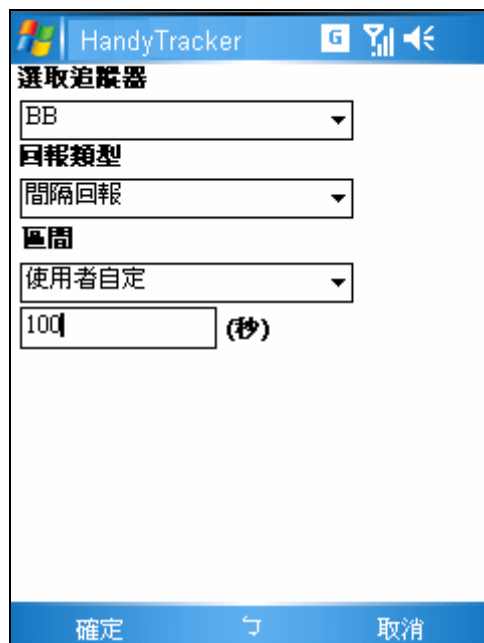 HandyTracker G
選取追蹤器
BB
回報類型
間隔回報
區間
使用者自定
100 (秒)
確定 ㄅ 取消